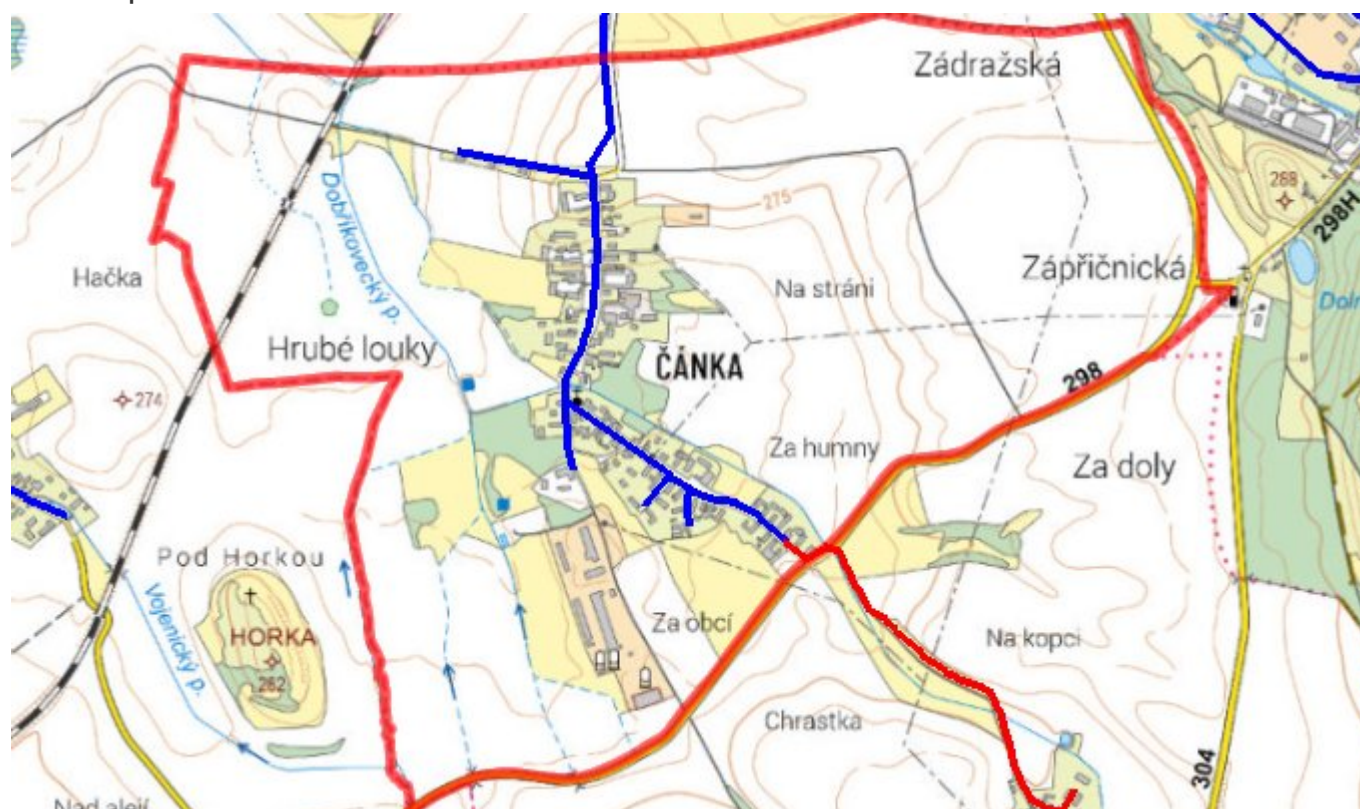 Zádražská
Dobříkovecký p.
275
288
298H
Zápřičnická
Hačka
Na stráni
Hrubé louky
ČÁNKA
298
274
Za humny
Za doly
Pod Horkou
Vojenický p.
HORKA
Za obcí
Na kopci
262
Chrastka
304